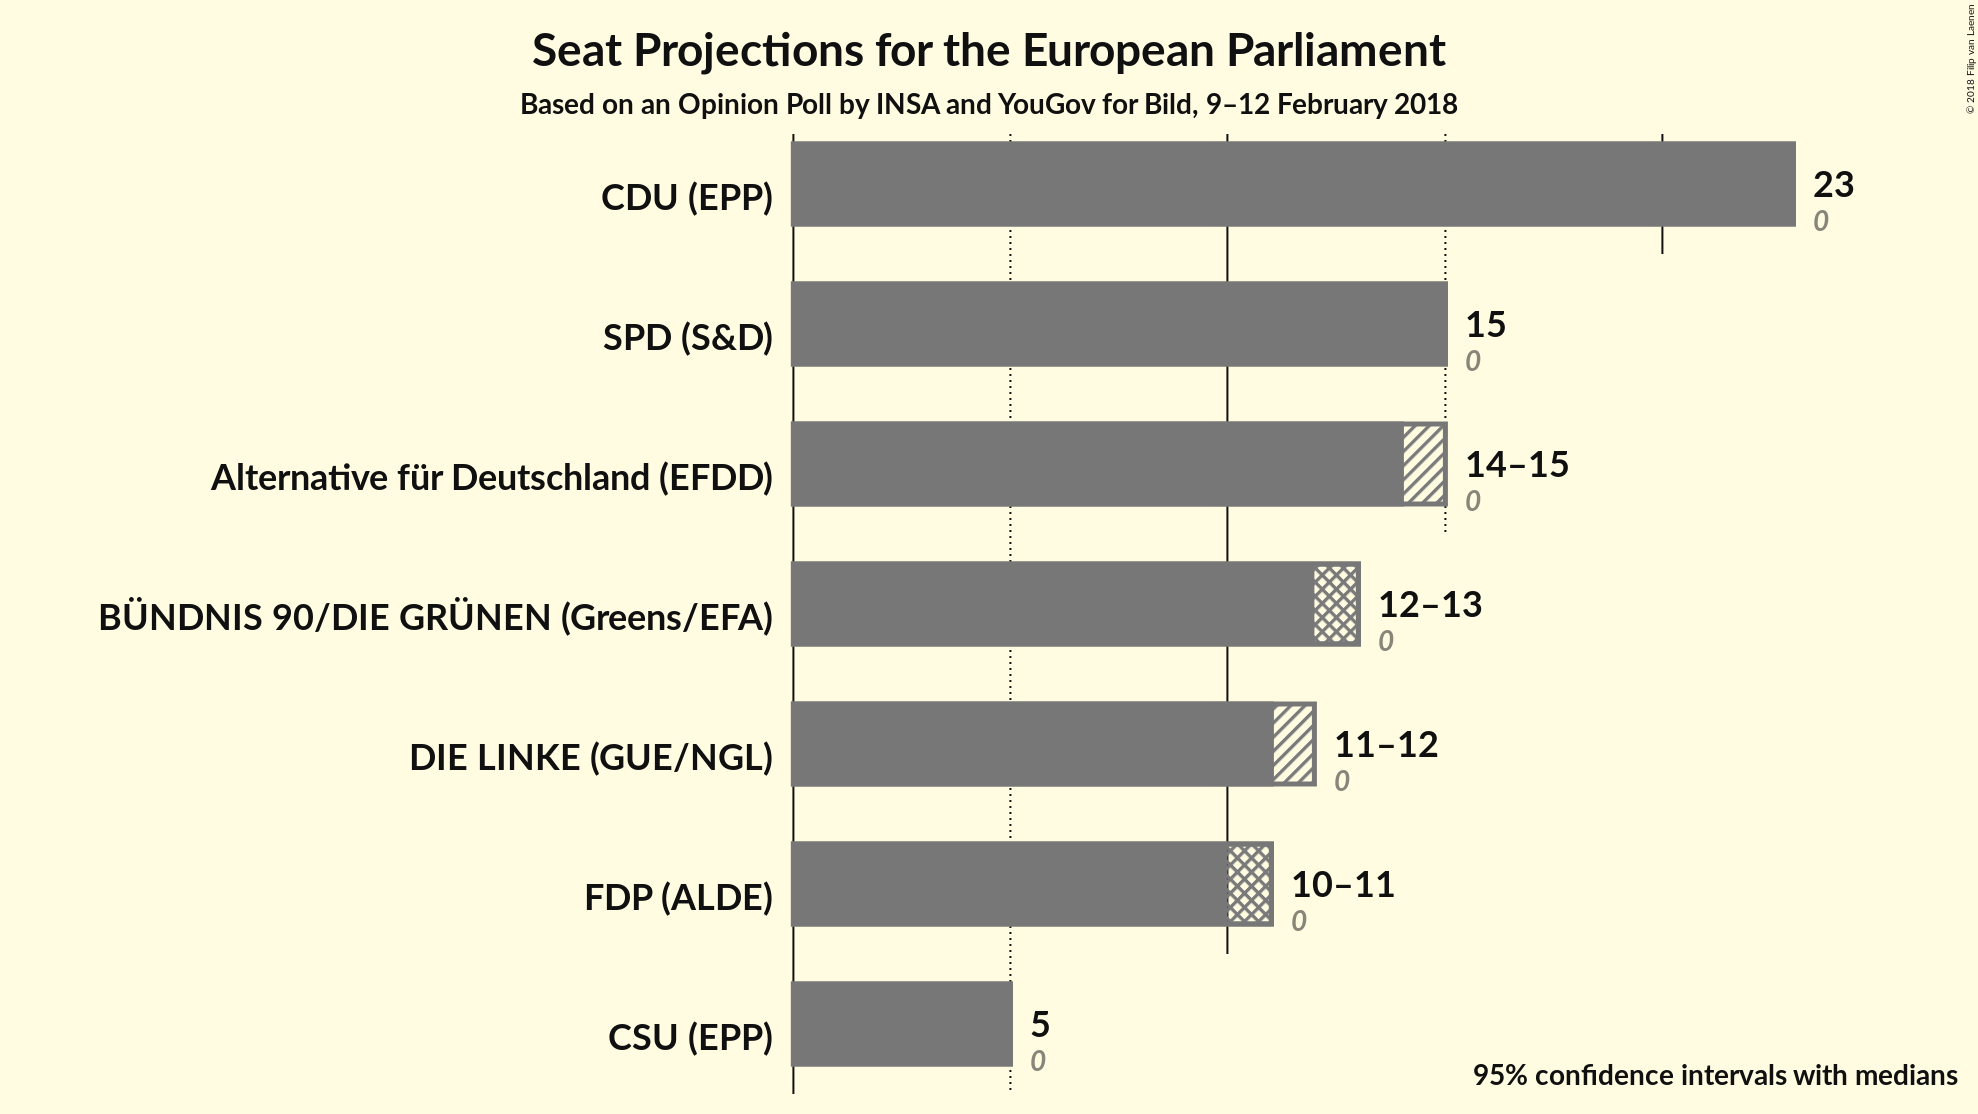 Seat Projections for the European Parliament
Based on an Opinion Poll by INSA and YouGov for Bild, 9–12 February 2018
© 2018 Filip van Laenen
CDU (EPP)
23
0
SPD (S&D)
15
0
Alternative für Deutschland (EFDD)
14–15
0
BÜNDNIS 90/DIE GRÜNEN (Greens/EFA)
12–13
0
DIE LINKE (GUE/NGL)
11–12
0
FDP (ALDE)
10–11
0
CSU (EPP)
5
0
95% confidence intervals with medians